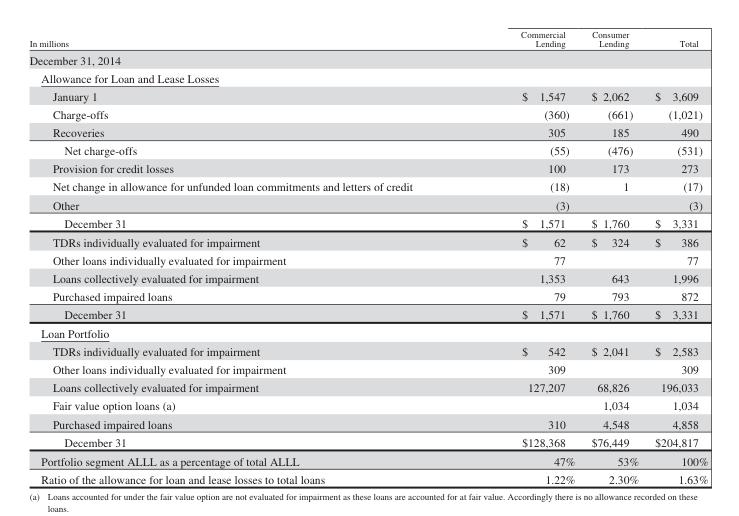 Commercial Consumer
In millions Lending Lending Total
December 31, 2014
Allowance for Loan and Lease Losses
January 1 $ 1,547 $ 2,062 $ 3,609
Charge-offs (360) (661) (1,021)
Recoveries 305 185 490
Net charge-offs (55) (476) (531)
Provision for credit losses 100 173 273
Net change in allowance for unfunded loan commitments and letters of credit (18) 1 (17)
Other (3) (3)
December 31 $ 1,571 $ 1,760 $ 3,331
TDRs individually evaluated for impairment $ 62 $ 324 $ 386
Other loans individually evaluated for impairment 77 77
Loans collectively evaluated for impairment 1,353 643 1,996
Purchased impaired loans 79 793 872
December 31 $ 1,571 $ 1,760 $ 3,331
Loan Portfolio
TDRs individually evaluated for impairment $ 542 $ 2,041 $ 2,583
Other loans individually evaluated for impairment 309 309
Loans collectively evaluated for impairment 127,207 68,826 196,033
Fair value option loans (a) 1,034 1,034
Purchased impaired loans 310 4,548 4,858
December 31 $128,368 $76,449 $204,817
Portfolio segment ALLL as a percentage of total ALLL 47% 53% 100%
Ratio of the allowance for loan and lease losses to total loans 1.22% 2.30% 1.63%
(a) Loans accounted for under the fair value option are not evaluated for impairment as these loans are accounted for at fair value. Accordingly there is no allowance recorded on these
loans.